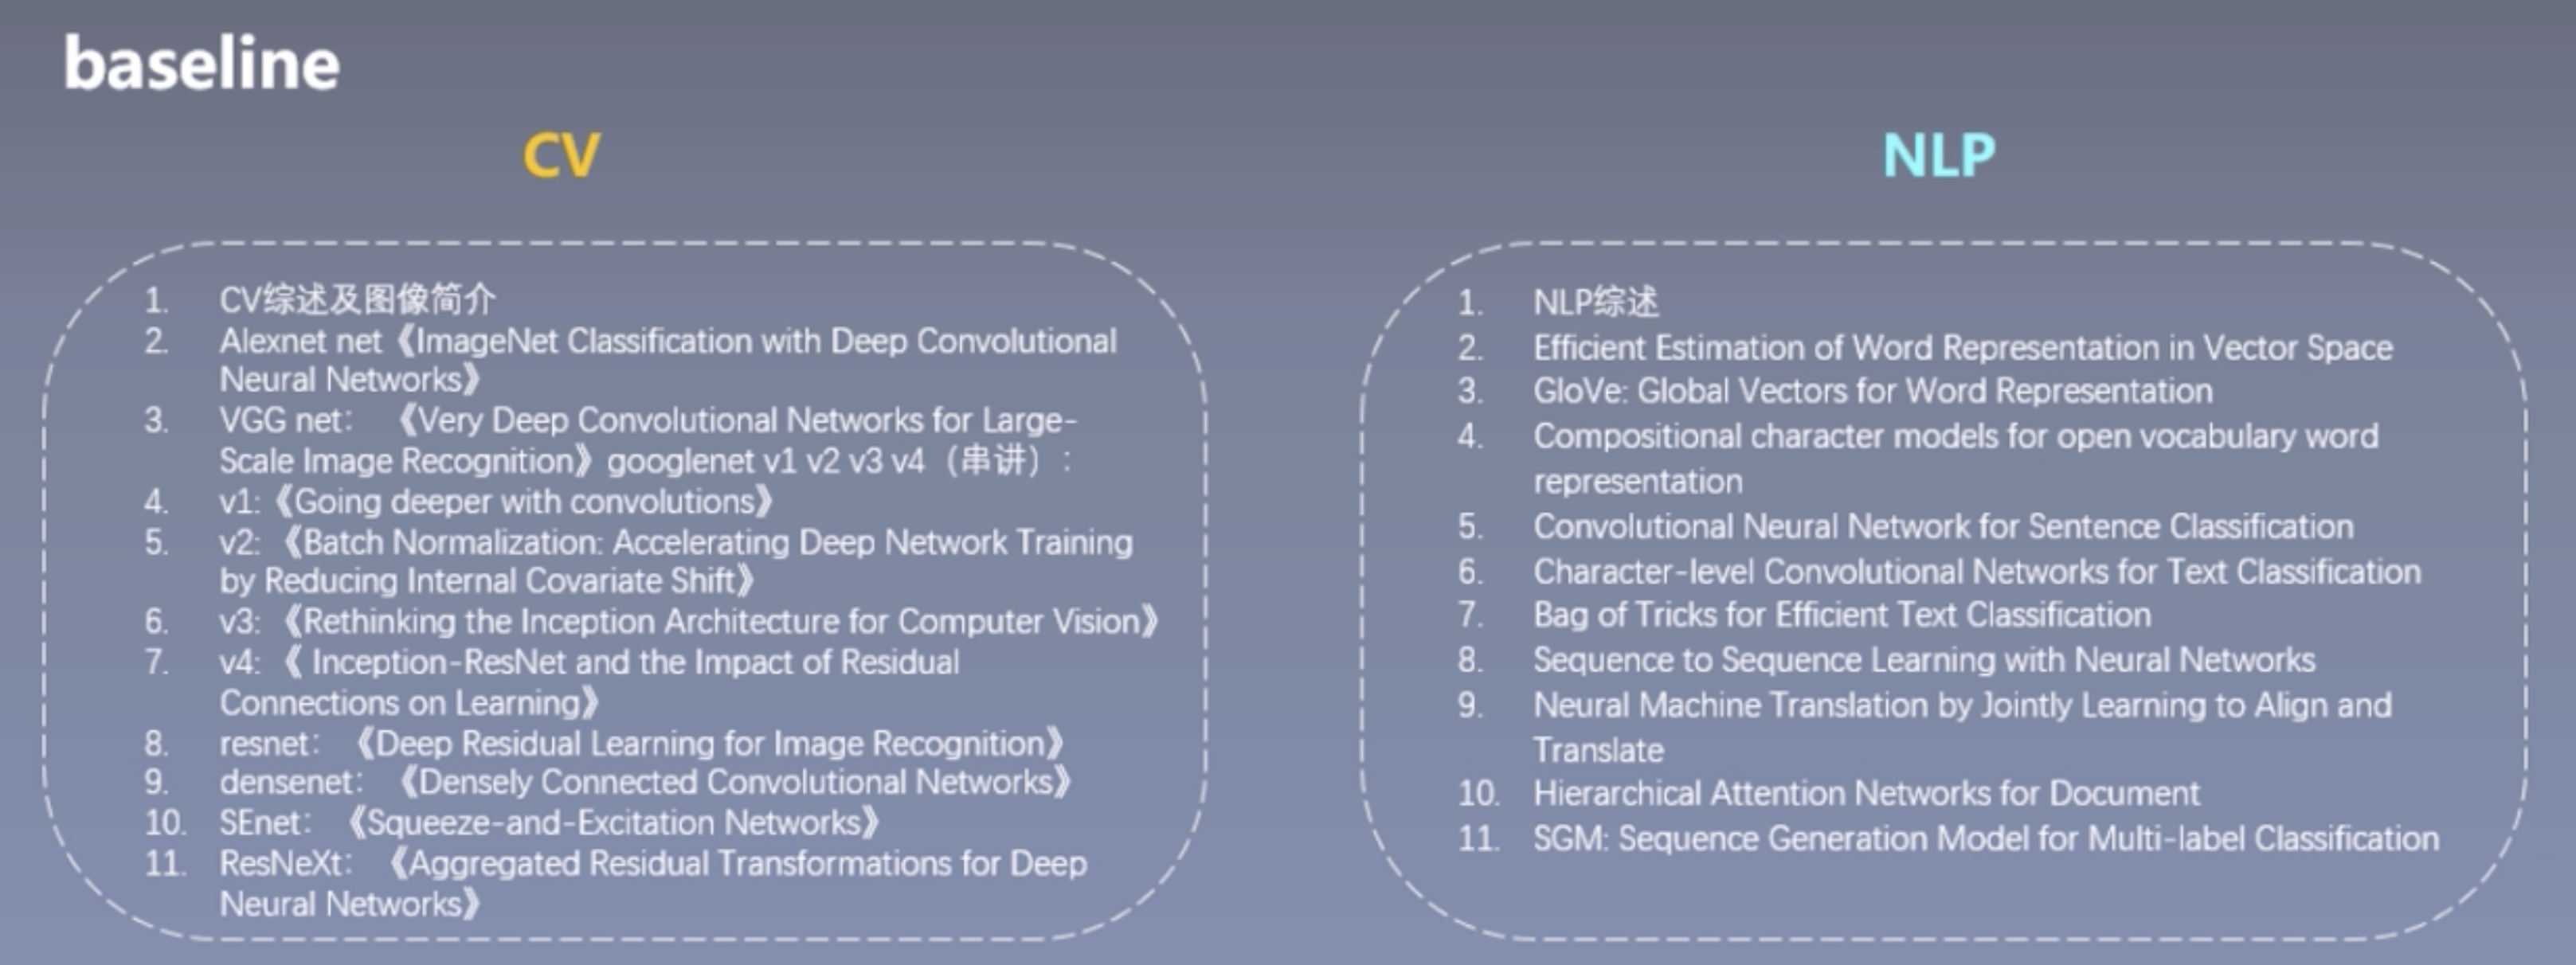 baseline
CV
1. CV综述及图像简介
2. Alexnet net《ImageNet Classification with Deep Convolutional
Neural Networks》
3. VGG net: 《Very Deep Convolutional Networks for Large-
Scale Image Recognition》googlenet v1 v2 v3 v4（串讲）:
4. v1:《Going deeper with convolutions》
5. v2: 《Batch Normalization: Accelerating Deep Network Training
by Reducing Internal Covariate Shift》
6. v3: 《Rethinking the Inception Architecture for Computer Vision》
7. v4: 《 Inception-ResNet and the Impact of Residual
Connections on Learning》
8. resnet: 《Deep Residual Learning for Image Recognition》
9. densenet: 《Densely Connected Convolutional Networks》
10. SEnet: 《Squeeze-and-Excitation Networks》
11. ResNeXt: 《Aggregated Residual Transformations for Deep
Neural Networks》
NLP
1. NLP综述
2. Efficient Estimation of Word Representation in Vector Space
3. GloVe: Global Vectors for Word Representation
4. Compositional character models for open vocabulary word
representation
5. Convolutional Neural Network for Sentence Classification
6. Character-level Convolutional Networks for Text Classification
7. Bag of Tricks for Efficient Text Classification
8. Sequence to Sequence Learning with Neural Networks
9. Neural Machine Translation by Jointly Learning to Align and
Translate
10. Hierarchical Attention Networks for Document
11. SGM: Sequence Generation Model for Multi-label Classification